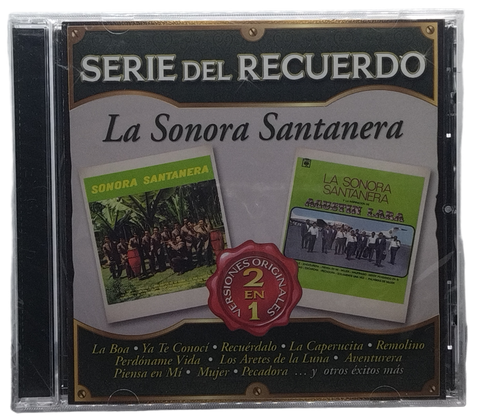 SERIE DEL RECUERDO
La Sonora Santanera
SONORA SANTANERA
LA SONORA
SANTANERA
AGUSTIN LARA
VERSIONES ORIGINALES
2
EN
1
La Boa • Ya Te Conocí • Recuérdalo • La Caperucita • Remolino
Perdóname Vida • Los Aretes de la Luna • Aventurera
Piensa en Mí • Mujer • Pecadora ... y otros éxitos más